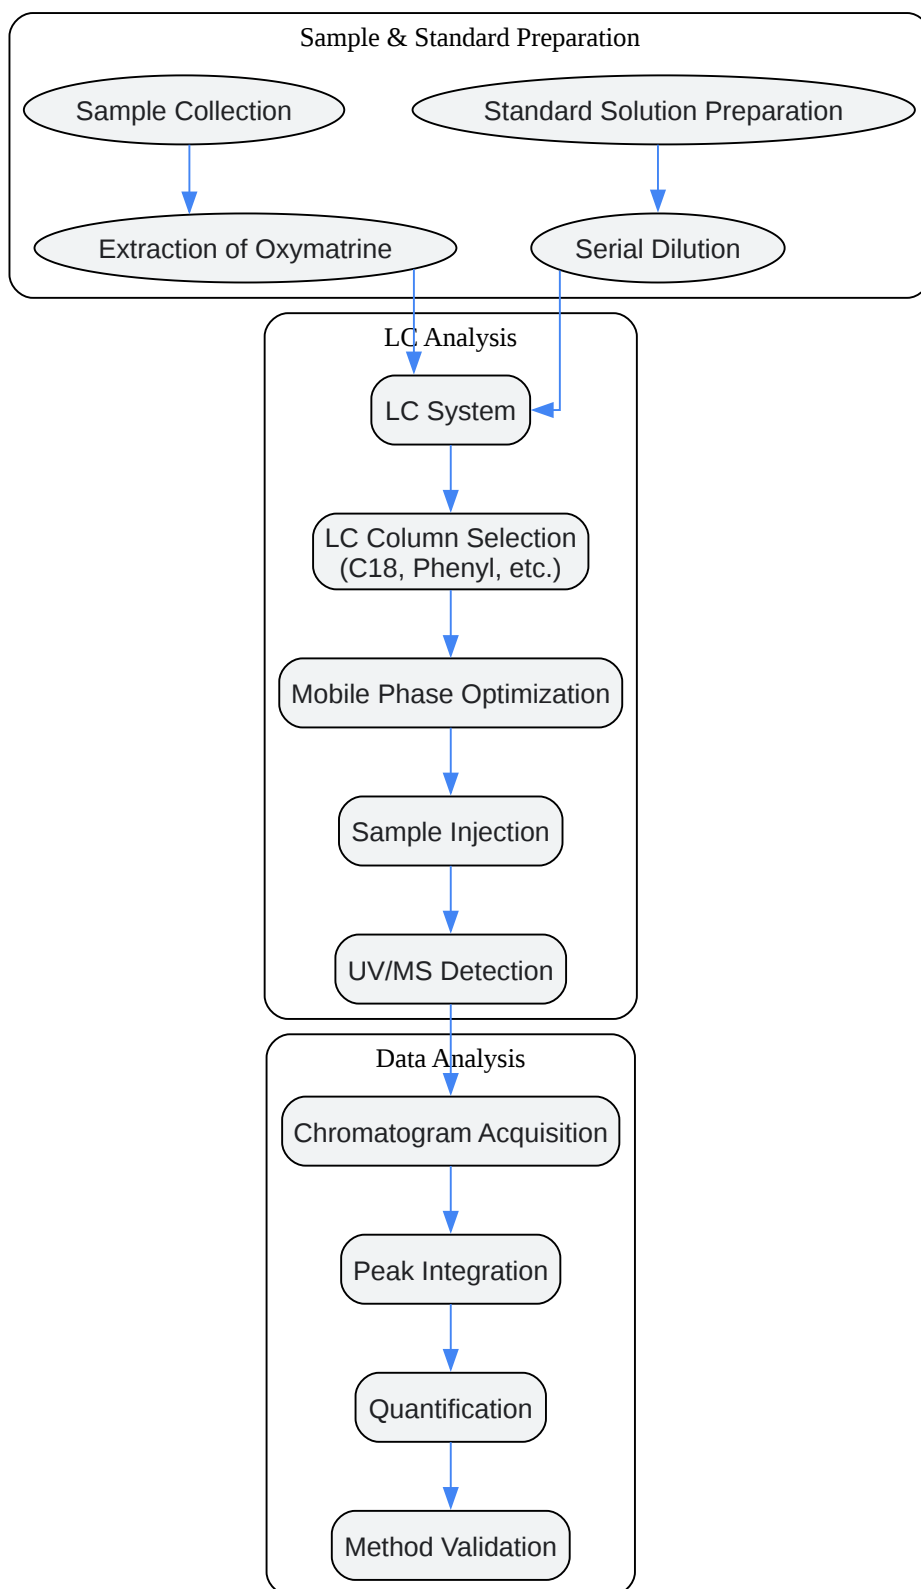 Sample & Standard Preparation
Sample Collection
Standard Solution Preparation
Extraction of Oxymatrine
Serial Dilution
LC Analysis
LC System
LC Column Selection
(C18, Phenyl, etc.)
Mobile Phase Optimization
Sample Injection
UV/MS Detection
Data Analysis
Chromatogram Acquisition
Peak Integration
Quantification
Method Validation